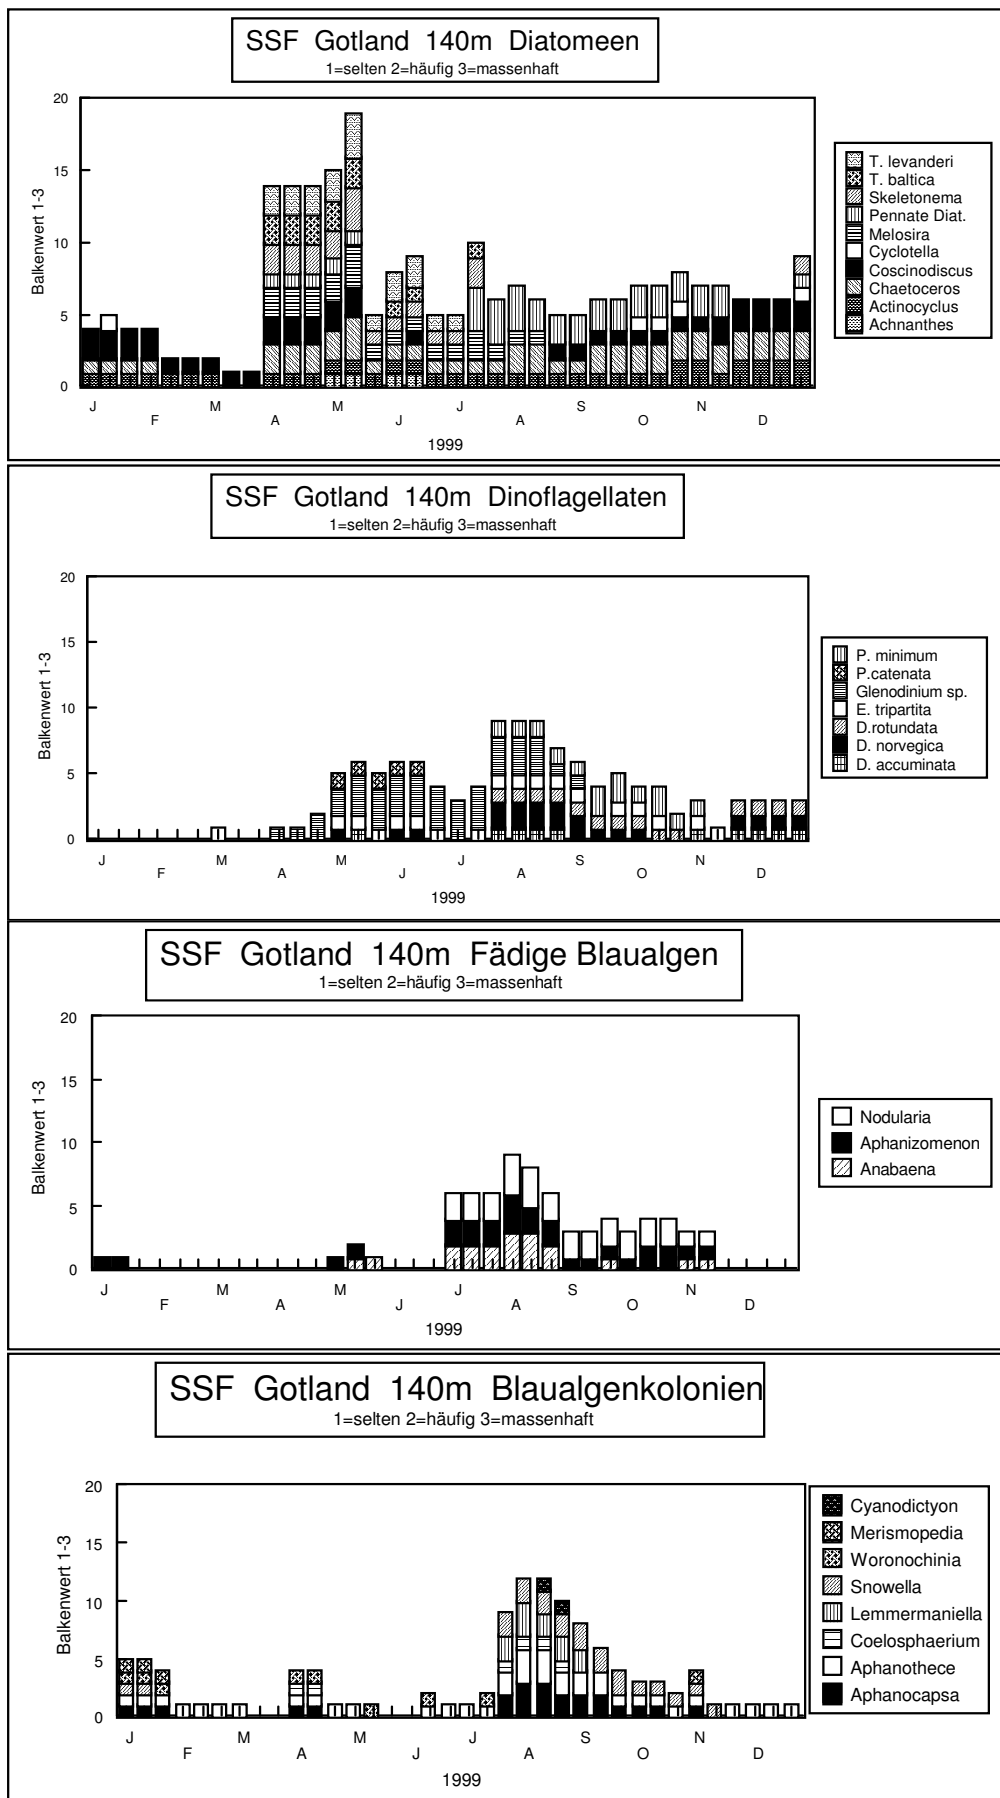 SSF Gotland 140m Diatomeen
1=selten 2=häufig 3=massenhaft
Balkenwert 1-3
20
15
10
5
0
J F M A M J J A S O N D
1999
T. levanderi
T. baltica
Skeletonema
Pennate Diat.
Melosira
Cyclotella
Coscinodiscus
Chaetoceros
Actinocyclus
Achnanthes
SSF Gotland 140m Dinoflagellaten
1=selten 2=häufig 3=massenhaft
Balkenwert 1-3
20
15
10
5
0
J F M A M J J A S O N D
1999
P. minimum
P.catenata
Glenodinium sp.
E. tripartita
D.rotundata
D. norvegica
D. accuminata
SSF Gotland 140m Fädige Blaualgen
1=selten 2=häufig 3=massenhaft
Balkenwert 1-3
20
15
10
5
0
J F M A M J J A S O N D
1999
Nodularia
Aphanizomenon
Anabaena
SSF Gotland 140m Blaualgenkolonien
1=selten 2=häufig 3=massenhaft
Balkenwert 1-3
20
15
10
5
0
J F M A M J J A S O N D
1999
Cyanodictyon
Merismopedia
Woronochinia
Snowella
Lemmermaniella
Coelosphaerium
Aphanothece
Aphanocapsa